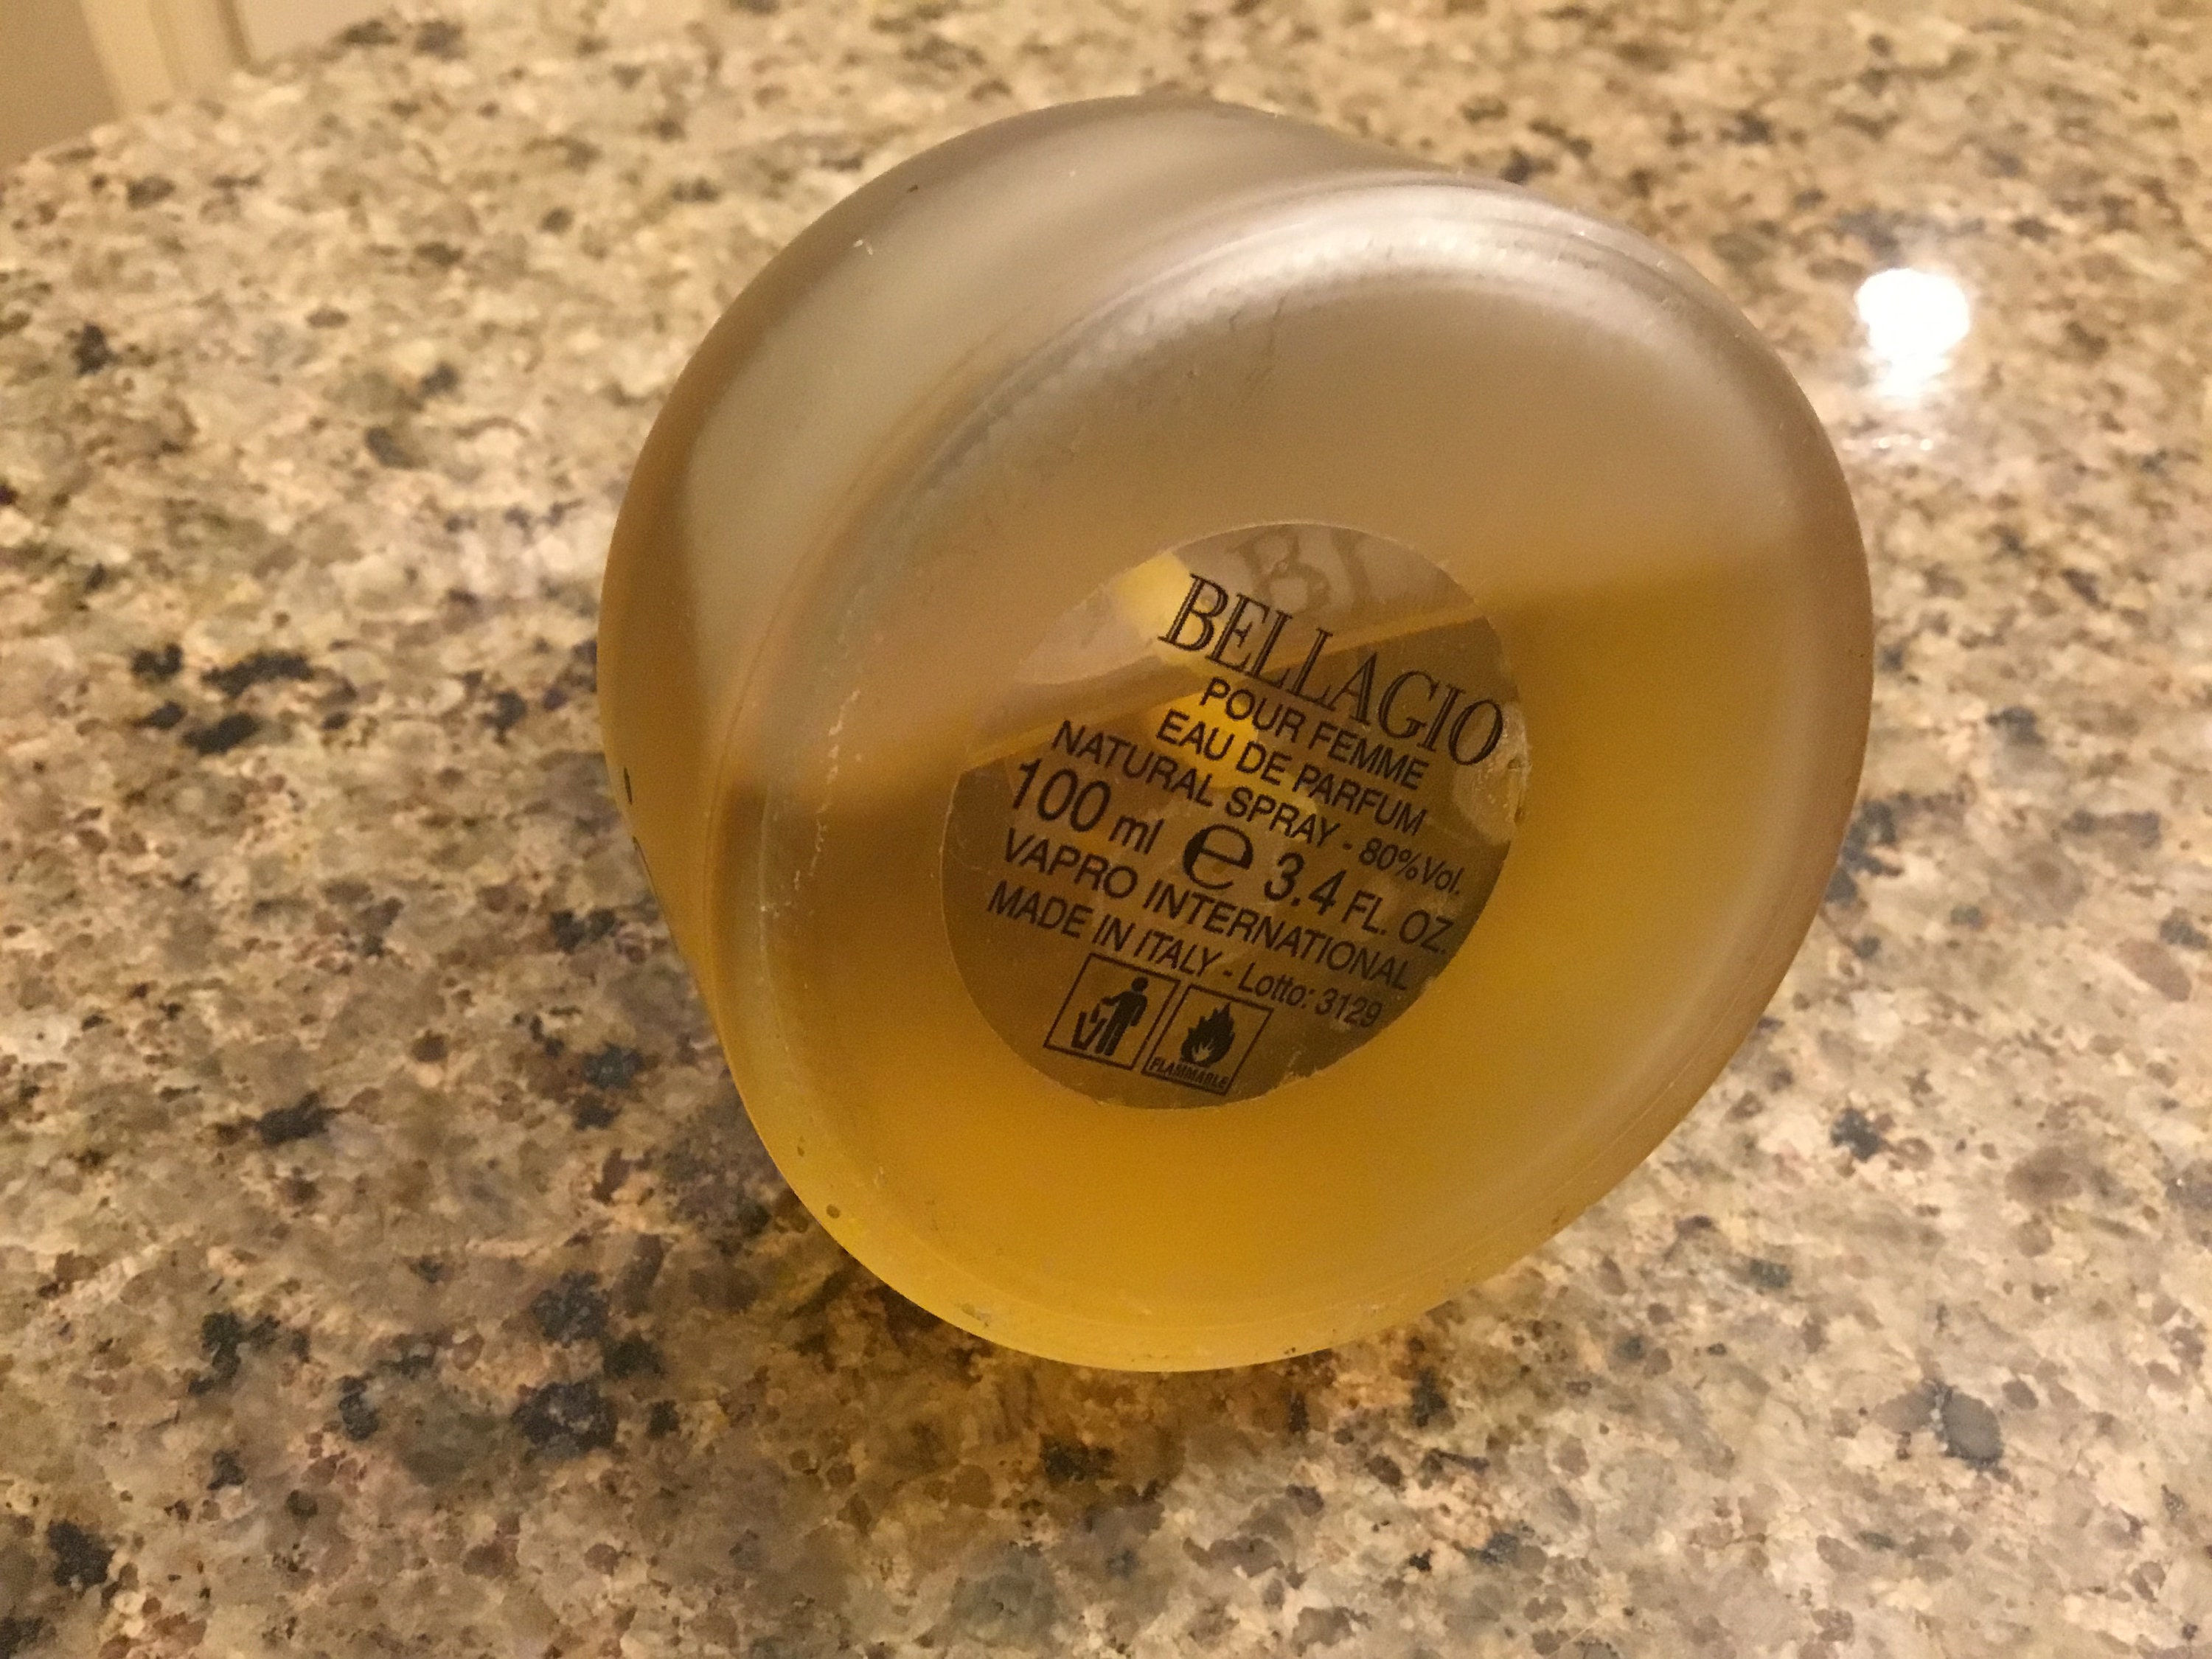 BELLAGIO
POUR FEMME
EAU DE PARFUM
NATURAL SPRAY - 80%Vol.
100 ml ℮ 3.4 FL. OZ.
VAPRO INTERNATIONAL
MADE IN ITALY - Lotto: 3129
FLAMMABLE